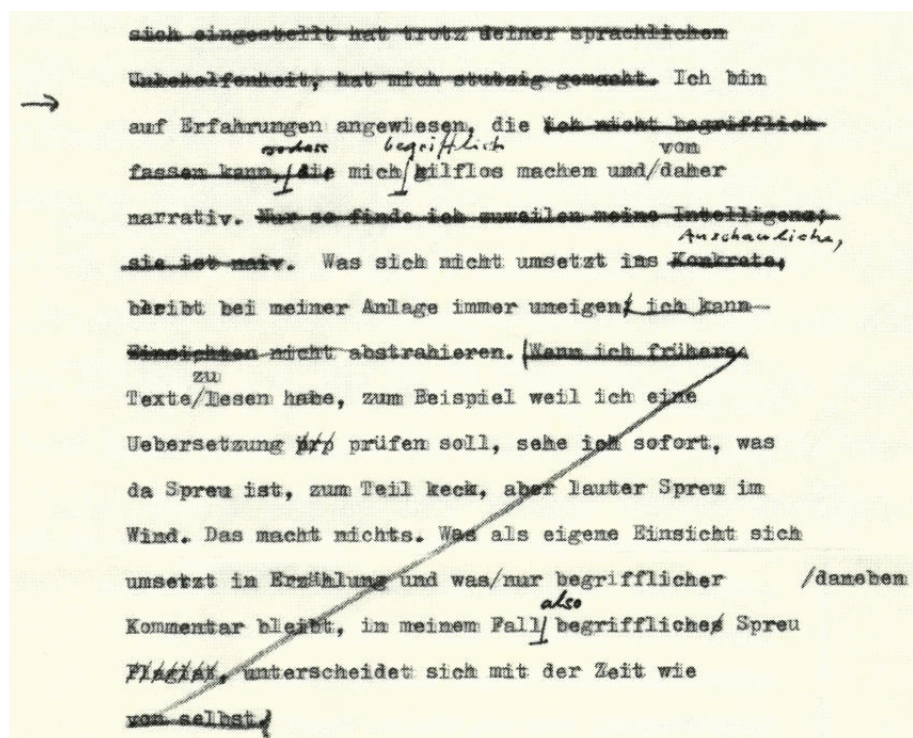 sich eingestellt hat trotz deiner sprachlichen
Unbeholfenheit, hat mich stutzig gemacht. Ich bin
→
auf Erfahrungen angewiesen, die ich nicht begrifflich
sodass begrifflich vom
fassen kann, die mich hilflos machen und/daher
narrativ. Nur so finde ich zuweilen meine Intelligenz;
Anschauliche,
sie ist naiv. Was sich nicht umsetzt ins Konkrete,
bleibt bei meiner Anlage immer uneigen; ich kann
Einsichten nicht abstrahieren. Wenn ich frühere
zu
Texte/lesen habe, zum Beispiel weil ich eine
Uebersetzung prüfen soll, sehe ich sofort, was
da Spreu ist, zum Teil keck, aber lauter Spreu im
Wind. Das macht nichts. Was als eigene Einsicht sich
umsetzt in Erzählung und was/nur begrifflicher /daneben
also
Kommentar bleibt, in meinem Fall begriffliches Spreu
Plagiat, unterscheidet sich mit der Zeit wie
von selbst.